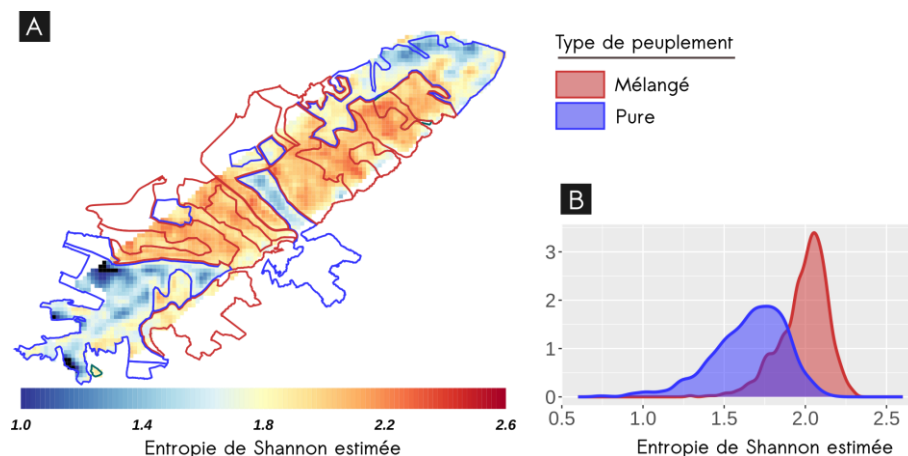 A
Type de peuplement
Mélangé
Pure
B
3
2
1
0
0.5 1.0 1.5 2.0 2.5
Entropie de Shannon estimée
1.0 1.4 1.8 2.2 2.6
Entropie de Shannon estimée